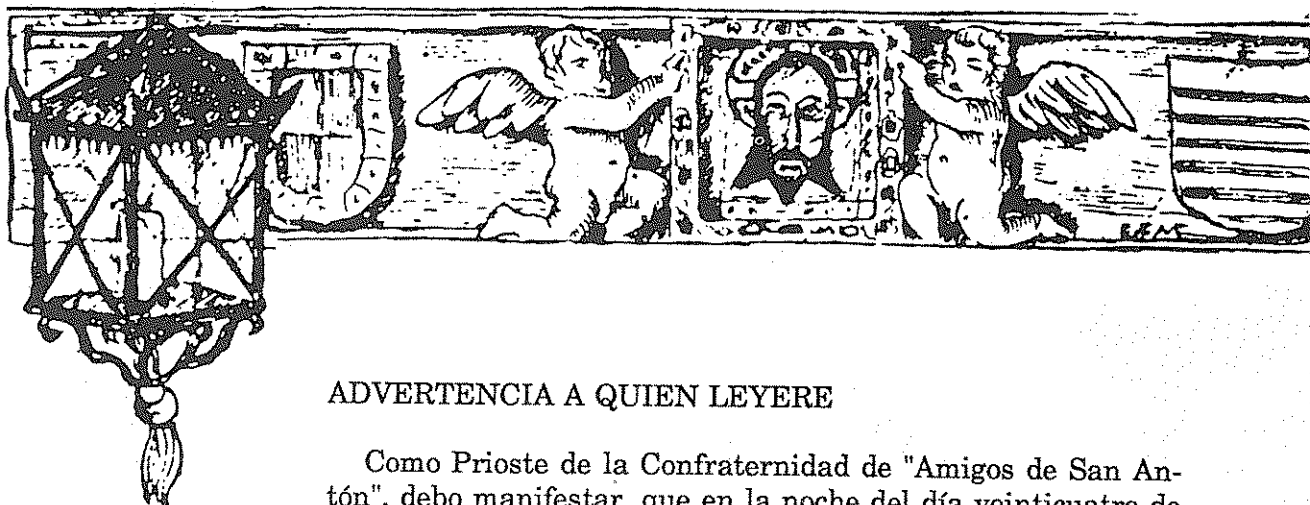 ADVERTENCIA A QUIEN LEYERE
Como Prioste de la Confraternidad de "Amigos de San An-
tón", debo manifestar, que en la noche del día veinticuatro de